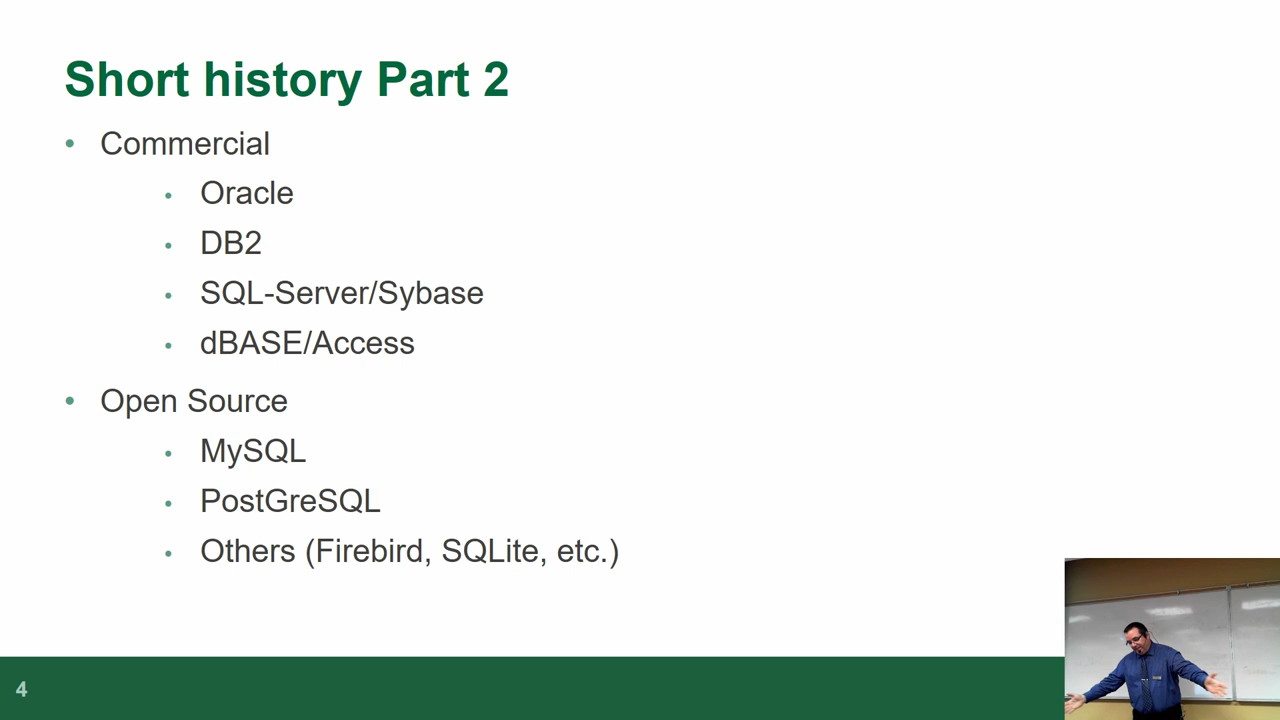 Short history Part 2
• Commercial
• Oracle
• DB2
• SQL-Server/Sybase
• dBASE/Access
• Open Source
• MySQL
• PostGreSQL
• Others (Firebird, SQLite, etc.)
4